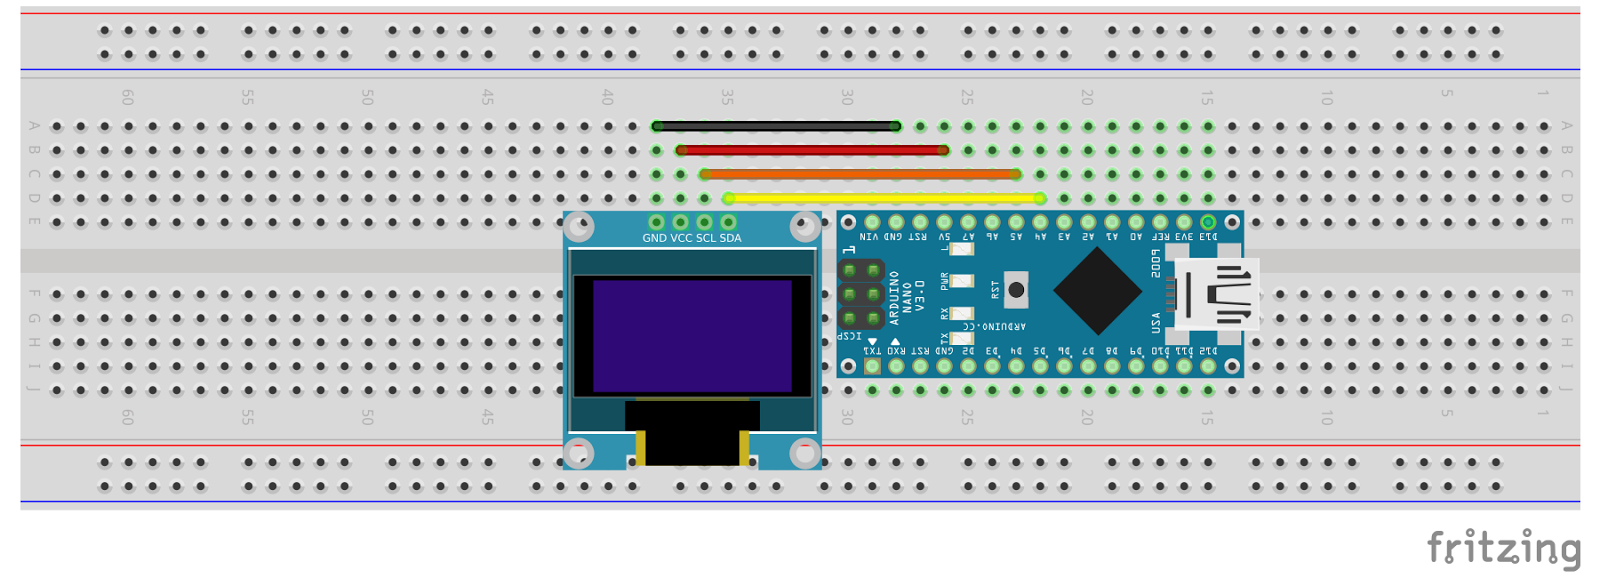 60 55 50 45 40 35 30 25 20 15 10 5 1
A A
B B
C C
D D
E E
GND VCC SCL SDA
VIN GND RST 5V A7 A6 A5 A4 A3 A2 A1 A0 REF 3V3 D13
L
PWR
RX
TX
1
ICSP
ARDUINO
NANO
V3.0
RST
ARDUINO.CC
USA
TX1 RX0 RST GND D2 D3 D4 D5 D6 D7 D8 D9 D10 D11 D12
F F
G G
H H
I I
J J
60 55 50 45 30 25 20 15 10 5 1
fritzing